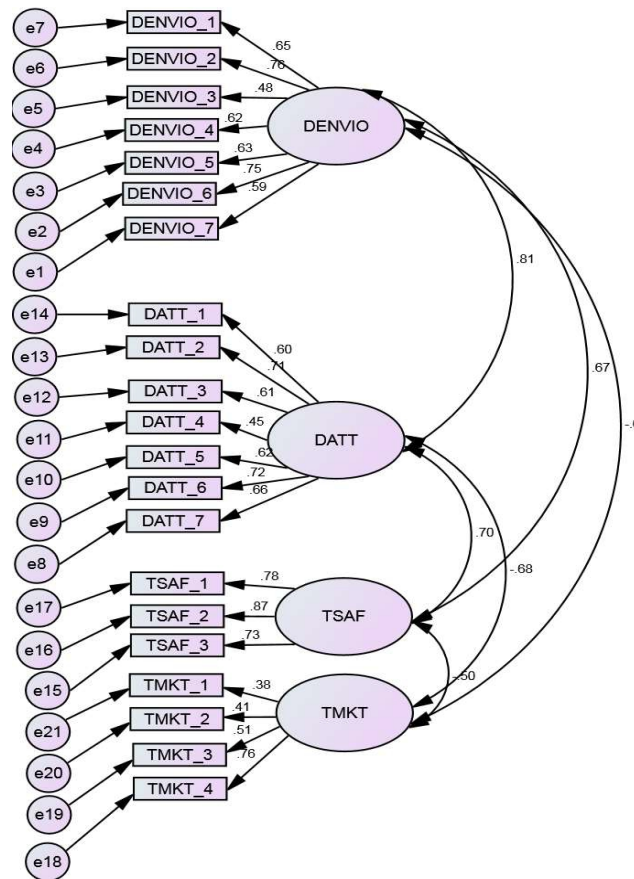 e7 DENVIO_1 .65
e6 DENVIO_2 .76
e5 DENVIO_3 .48
e4 DENVIO_4 .62 DENVIO
e3 DENVIO_5 .63
e2 DENVIO_6 .75
e1 DENVIO_7 .59
.81
e14 DATT_1 .60
e13 DATT_2 .71
e12 DATT_3 .61
e11 DATT_4 .45 DATT
e10 DATT_5 .62
e9 DATT_6 .72
e8 DATT_7 .66
.67
.70
-.68
e17 TSAF_1 .78
e16 TSAF_2 .87 TSAF
e15 TSAF_3 .73
-.50
e21 TMKT_1 .38
e20 TMKT_2 .41 TMKT
e19 TMKT_3 .51
e18 TMKT_4 .76